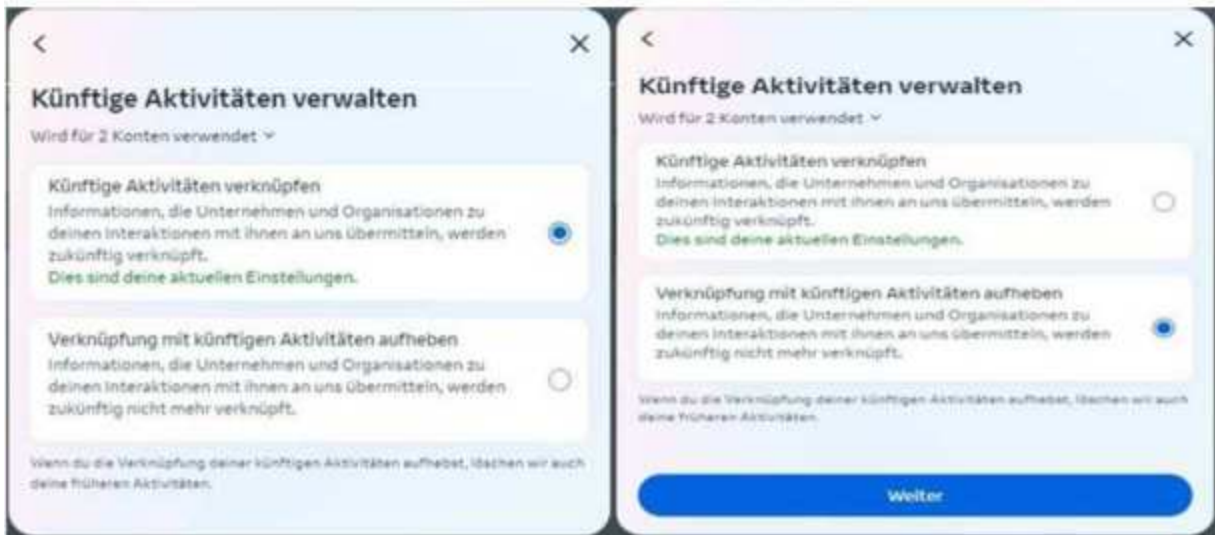 Künftige Aktivitäten verwalten
Wird für 2 Konten verwendet
Künftige Aktivitäten verknüpfen
Informationen, die Unternehmen und Organisationen zu
deinen Interaktionen mit ihnen an uns übermitteln, werden
zukünftig verknüpft.
Dies sind deine aktuellen Einstellungen.
Verknüpfung mit künftigen Aktivitäten aufheben
Informationen, die Unternehmen und Organisationen zu
deinen Interaktionen mit ihnen an uns übermitteln, werden
zukünftig nicht mehr verknüpft.
Wenn du die Verknüpfung deiner künftigen Aktivitäten aufhebst, löschen wir auch
deine früheren Aktivitäten.
Künftige Aktivitäten verwalten
Wird für 2 Konten verwendet
Künftige Aktivitäten verknüpfen
Informationen, die Unternehmen und Organisationen zu
deinen Interaktionen mit ihnen an uns übermitteln, werden
zukünftig verknüpft.
Dies sind deine aktuellen Einstellungen.
Verknüpfung mit künftigen Aktivitäten aufheben
Informationen, die Unternehmen und Organisationen zu
deinen Interaktionen mit ihnen an uns übermitteln, werden
zukünftig nicht mehr verknüpft.
Wenn du die Verknüpfung deiner künftigen Aktivitäten aufhebst, löschen wir auch
deine früheren Aktivitäten.
Weiter